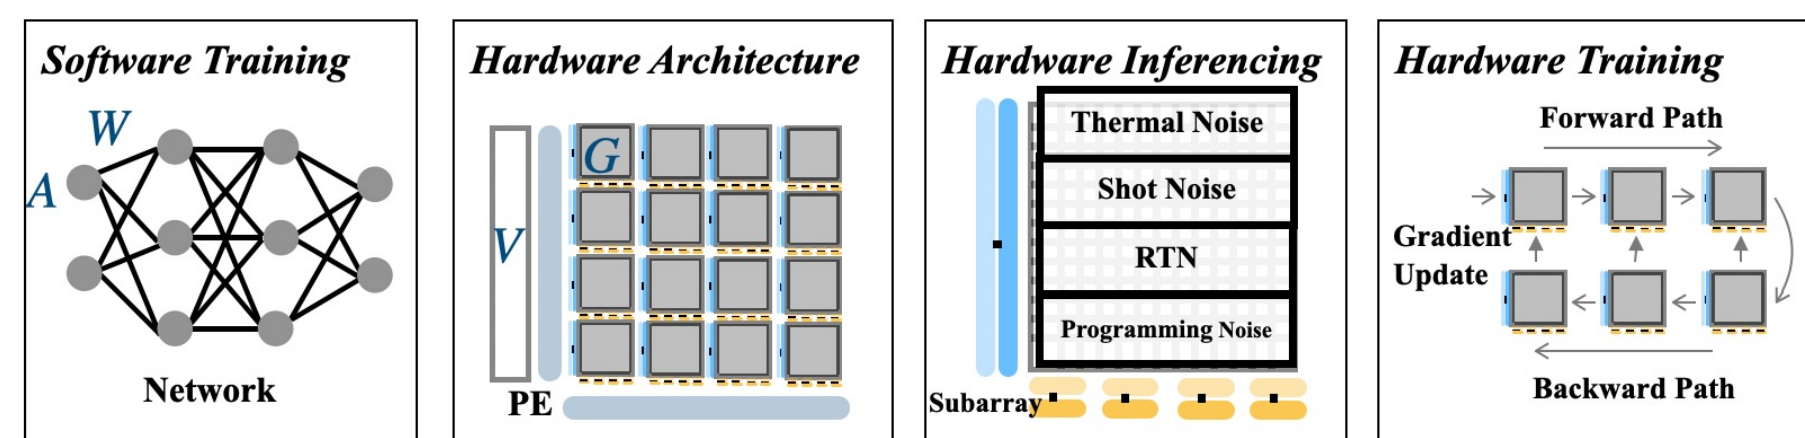 Software Training
W
A
Network
Hardware Architecture
G
V
PE
Hardware Inferencing
Thermal Noise
Shot Noise
RTN
Programming Noise
Subarray
Hardware Training
Forward Path
Gradient
Update
Backward Path